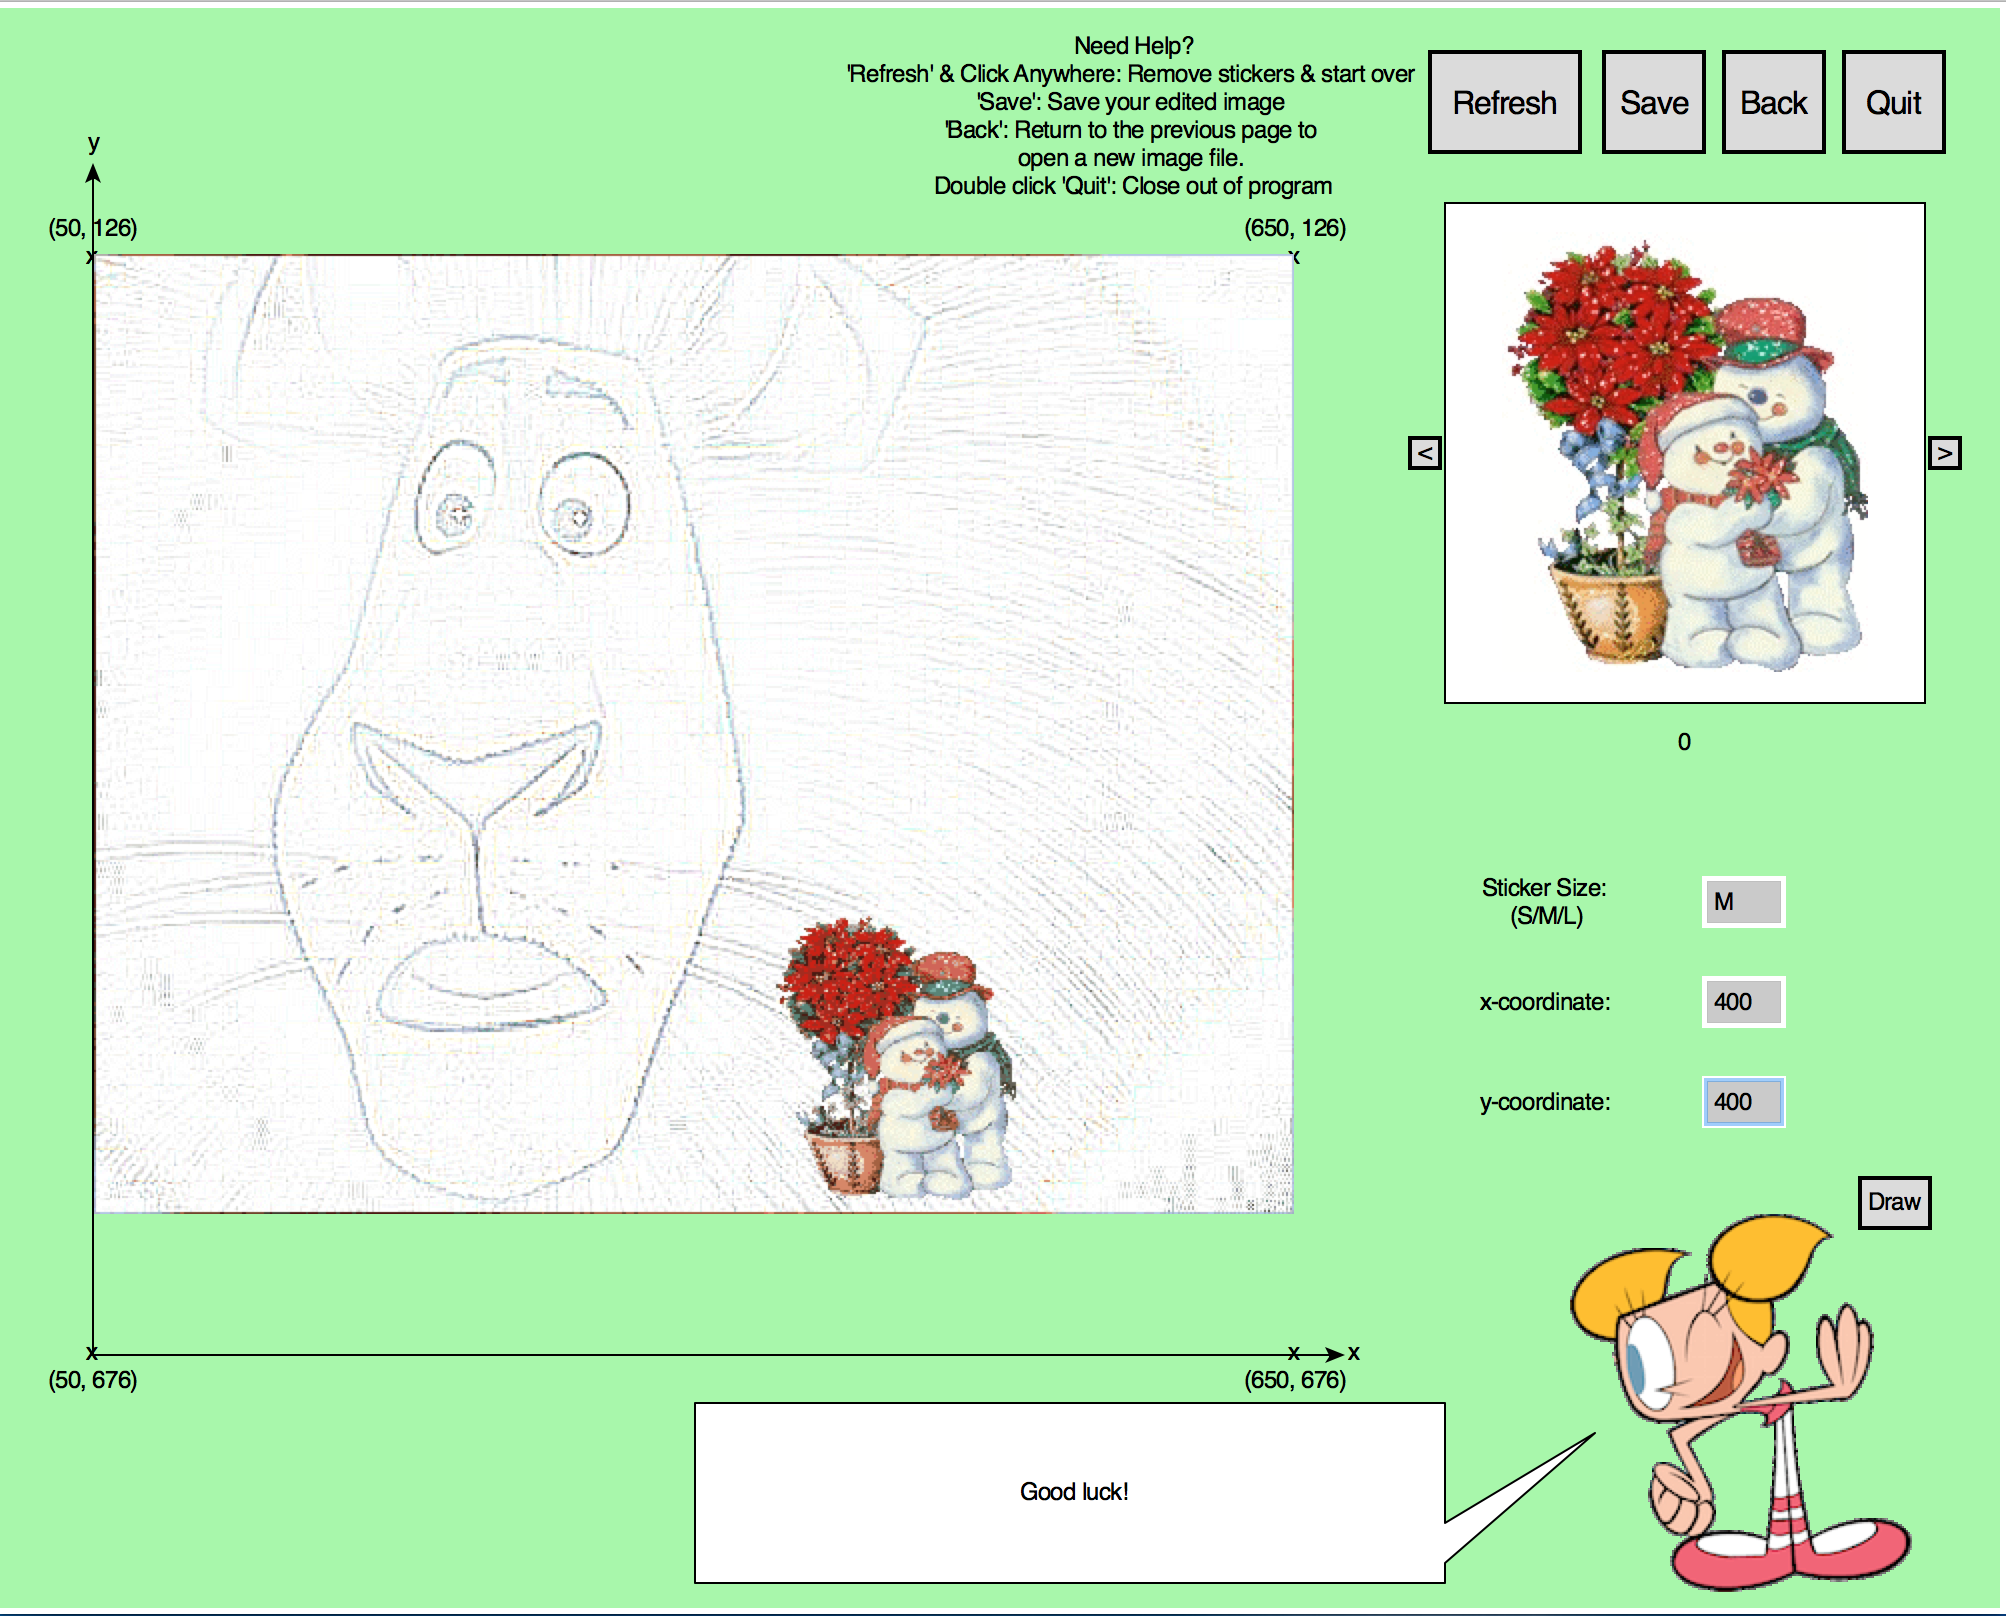 Need Help?
'Refresh' & Click Anywhere: Remove stickers & start over
'Save': Save your edited image
'Back': Return to the previous page to
open a new image file.
Double click 'Quit': Close out of program
Refresh
Save
Back
Quit
y
(50, 126)
(650, 126)
x
x
<
>
0
Sticker Size:
(S/M/L)
M
x-coordinate:
400
y-coordinate:
400
Draw
x
x
x
(50, 676)
(650, 676)
Good luck!